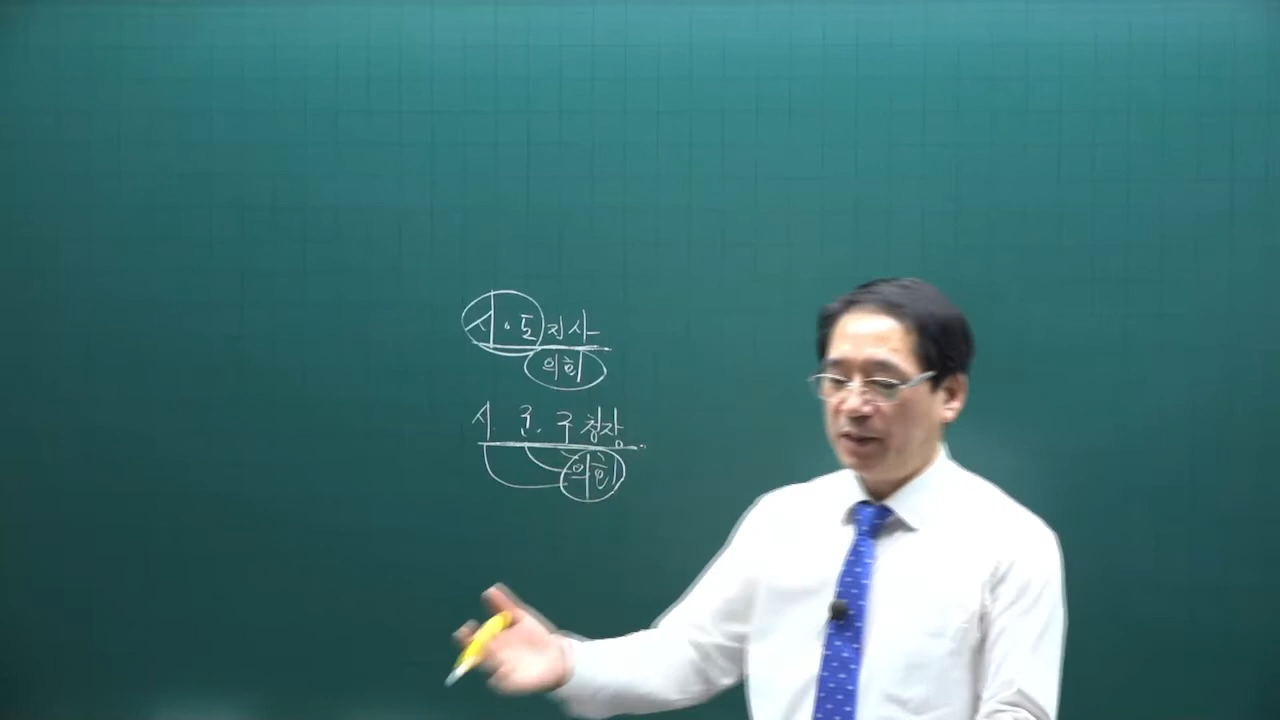 시·도지사
의회
시. 군. 구청장
의회